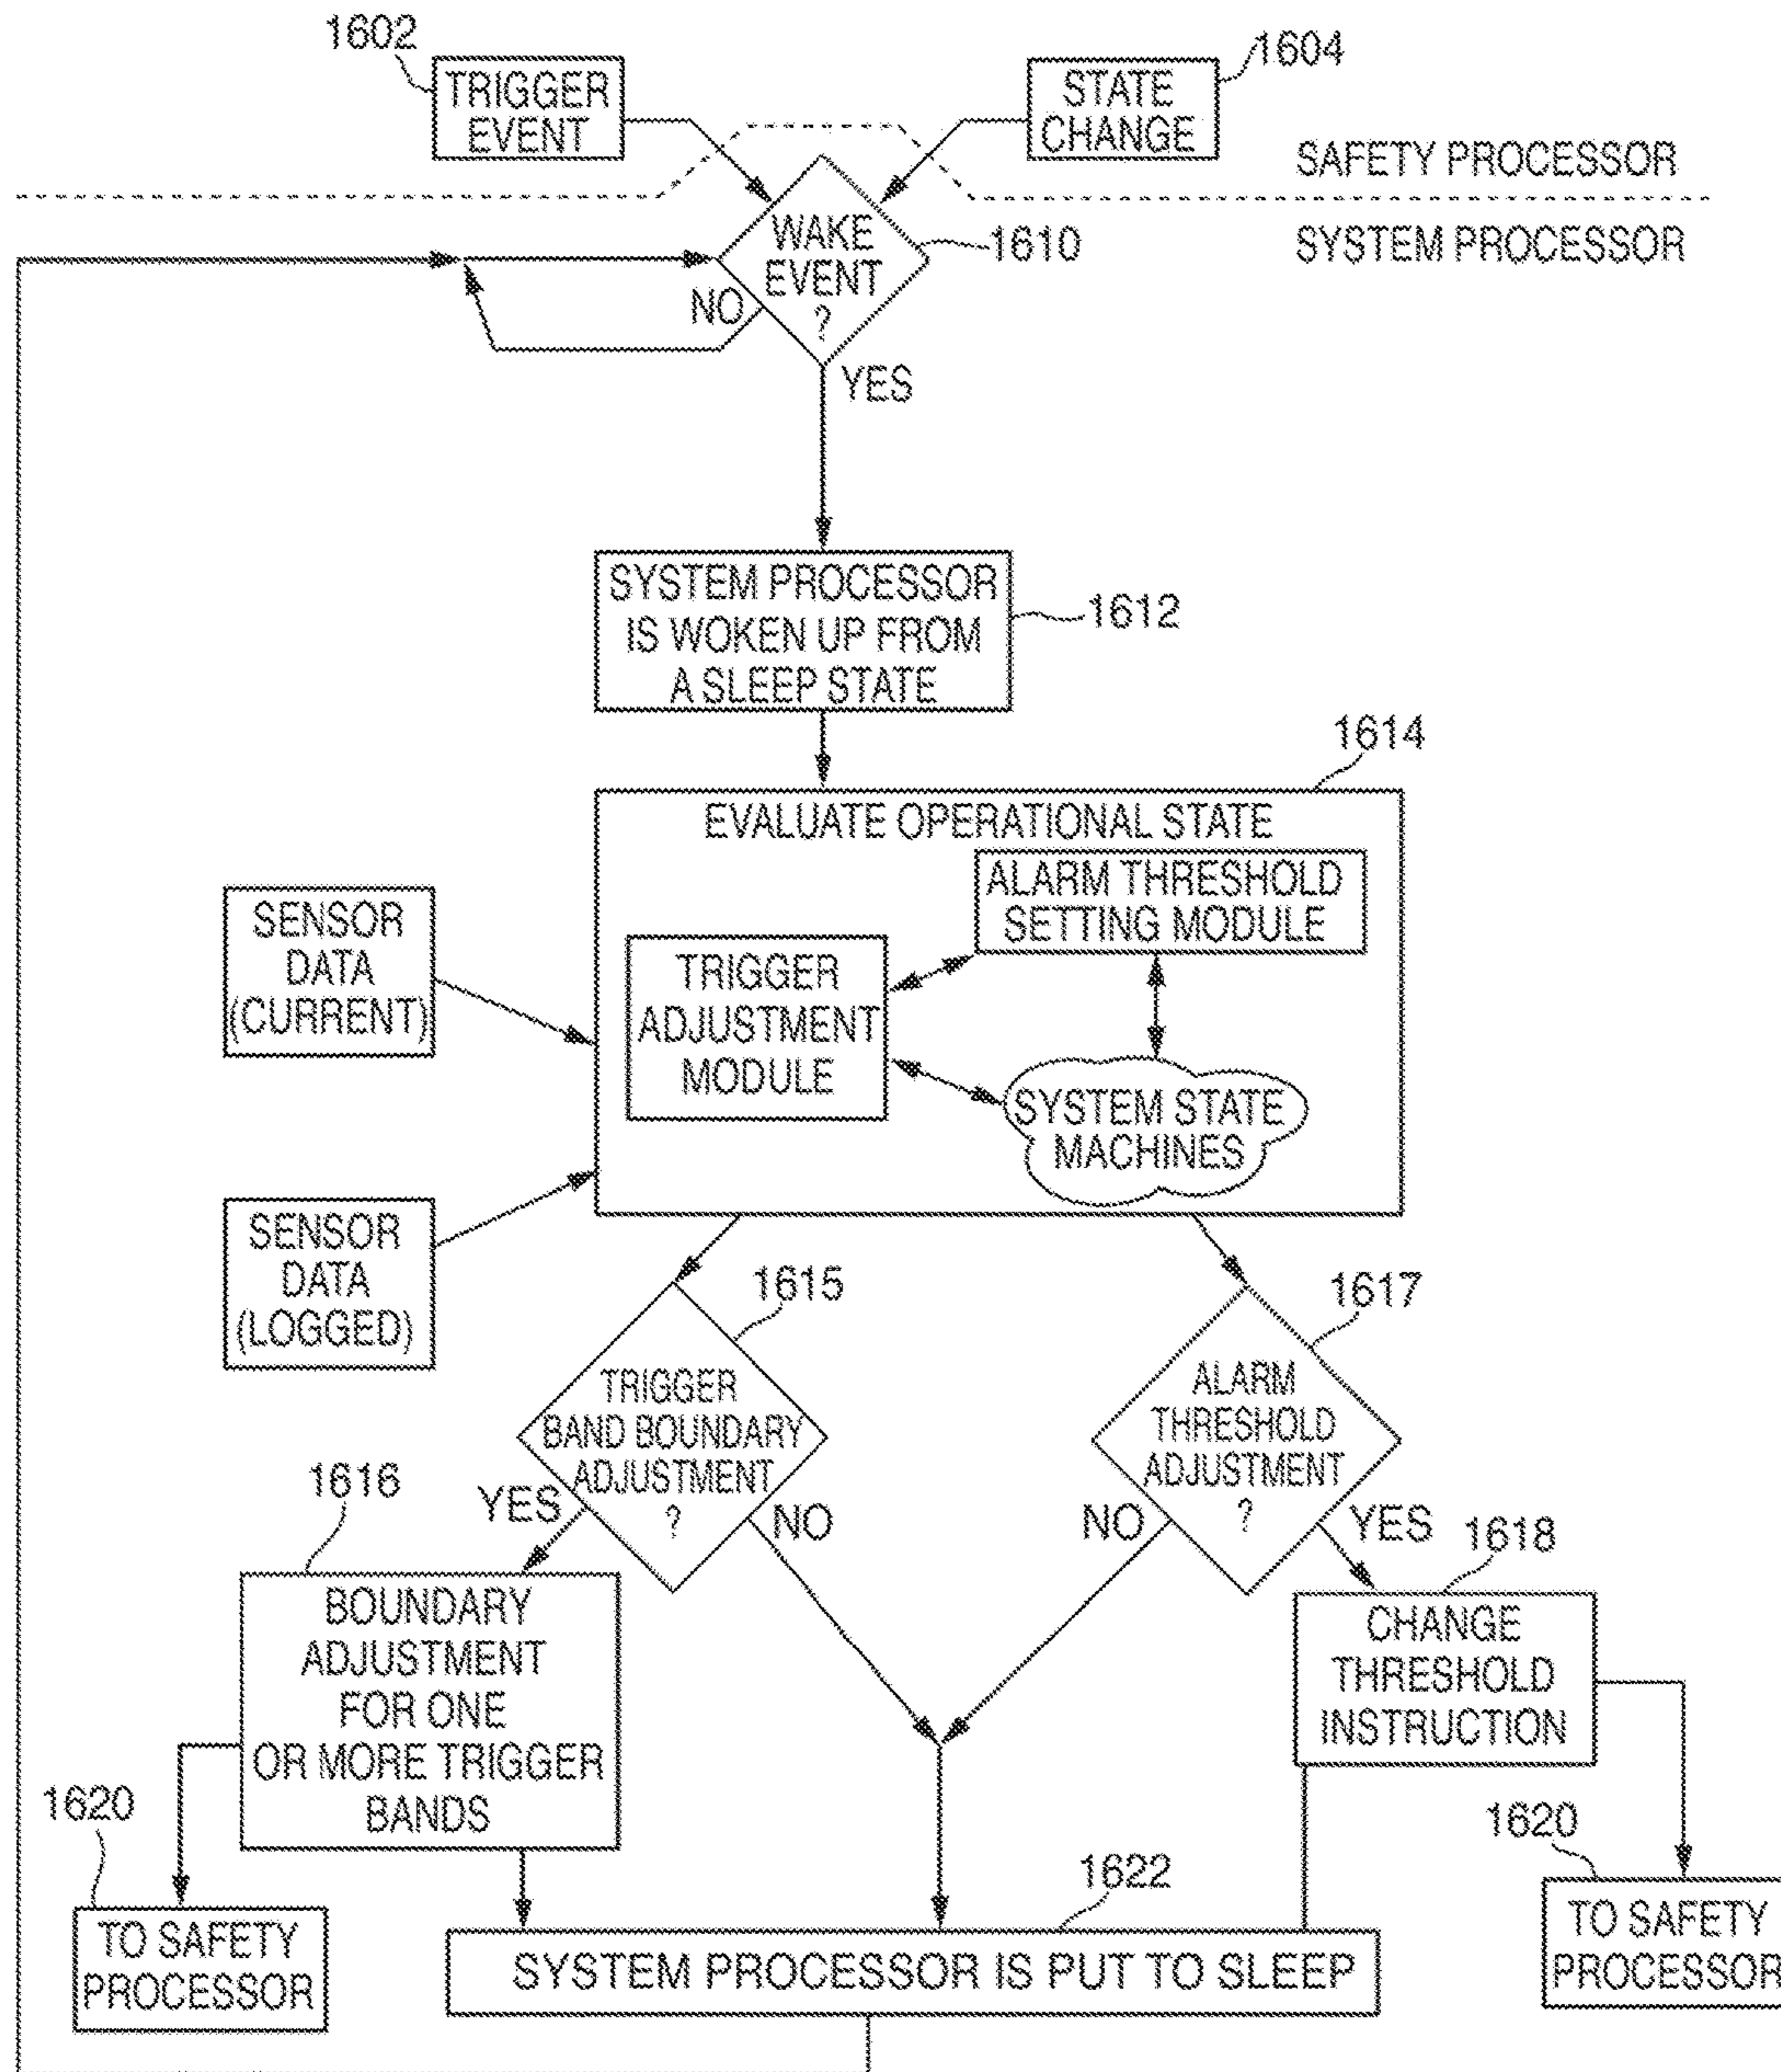 1602
TRIGGER
EVENT
STATE
CHANGE
1604
SAFETY PROCESSOR
SYSTEM PROCESSOR
WAKE
EVENT
?
1610
NO
YES
SYSTEM PROCESSOR
IS WOKEN UP FROM
A SLEEP STATE
1612
1614
EVALUATE OPERATIONAL STATE
ALARM THRESHOLD
SETTING MODULE
TRIGGER
ADJUSTMENT
MODULE
SYSTEM STATE
MACHINES
SENSOR
DATA
(CURRENT)
SENSOR
DATA
(LOGGED)
1615
TRIGGER
BAND BOUNDARY
ADJUSTMENT
?
YES
NO
1617
ALARM
THRESHOLD
ADJUSTMENT
?
NO
YES
1616
BOUNDARY
ADJUSTMENT
FOR ONE
OR MORE TRIGGER
BANDS
1618
CHANGE
THRESHOLD
INSTRUCTION
1620
TO SAFETY
PROCESSOR
1622
SYSTEM PROCESSOR IS PUT TO SLEEP
1620
TO SAFETY
PROCESSOR